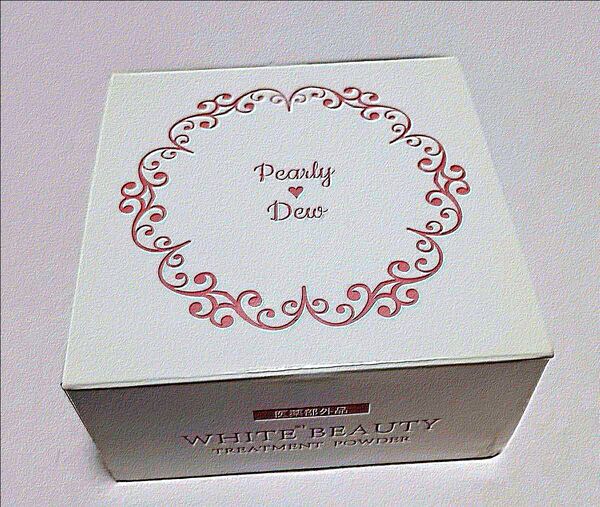 Pearly
Dew
医薬部外品
WHITE BEAUTY
TREATMENT POWDER